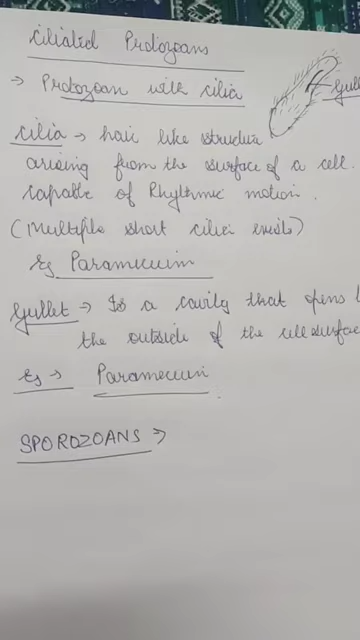 Ciliated Protozoans
→ Protozoan with cilia
Gullet
Cilia → hair like structure
arising from the surface of a cell.
capable of Rhythmic motion.
(Multiple short cilia exists)
Eg Paramecium
Gullet → Is a cavity that opens
the outside of the cell surface
Eg → Paramecium
SPOROZOANS →